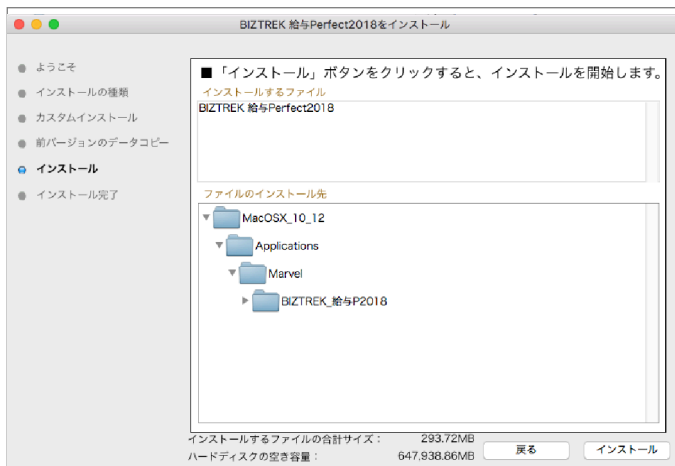 BIZTREK 給与Perfect2018をインストール
ようこそ
インストールの種類
カスタムインストール
前バージョンのデータコピー
インストール
インストール完了
■「インストール」ボタンをクリックすると、インストールを開始します。
インストールするファイル
BIZTREK 給与Perfect2018
ファイルのインストール先
MacOSX_10_12
Applications
Marvel
BIZTREK_給与P2018
インストールするファイルの合計サイズ： 293.72MB
ハードディスクの空き容量： 647,938.86MB
戻る
インストール